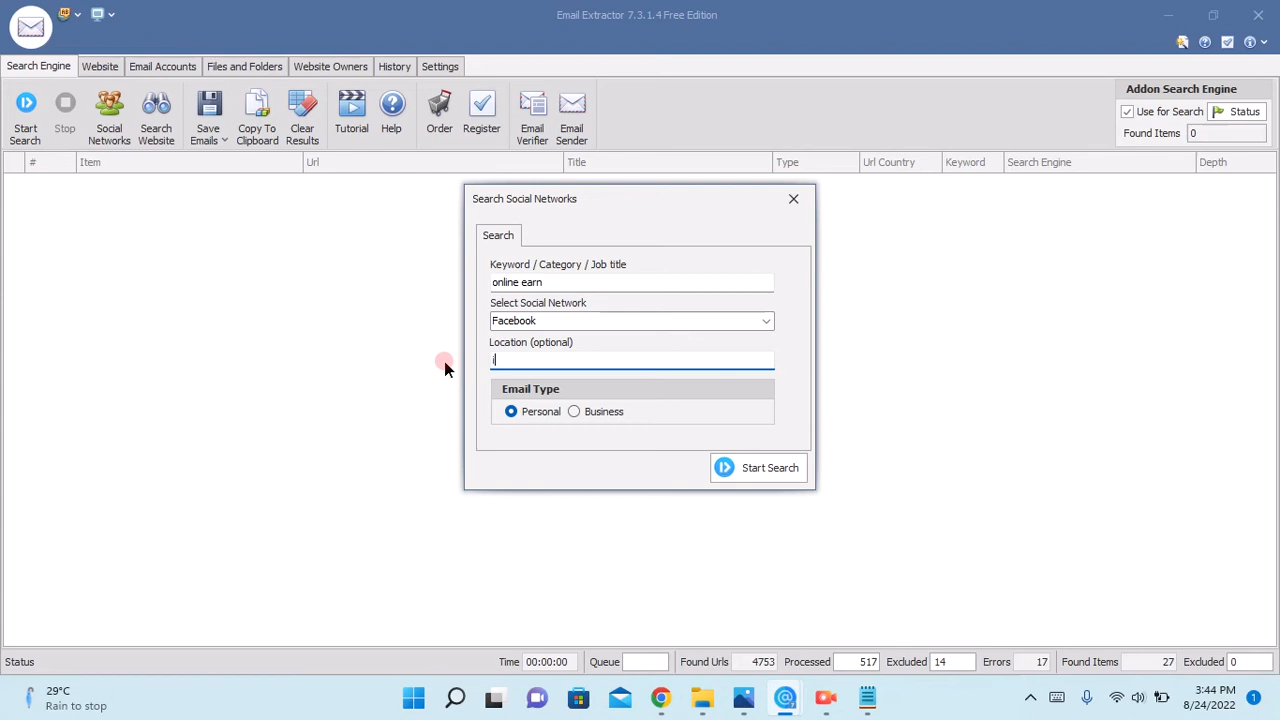 Email Extractor 7.3.1.4 Free Edition
Search Engine Website Email Accounts Files and Folders Website Owners History Settings
Start Search
Stop
Social Networks
Search Website
Save Emails
Copy To Clipboard
Clear Results
Tutorial
Help
Order
Register
Email Verifier
Email Sender
Addon Search Engine
Use for Search Status
Found Items 0
# Item Url Title Type Url Country Keyword Search Engine Depth
Search Social Networks
Search
Keyword / Category / Job title
online earn
Select Social Network
Facebook
Location (optional)
i
Email Type
Personal Business
Start Search
Status Time 00:00:00 Queue Found Urls 4753 Processed 517 Excluded 14 Errors 17 Found Items 27 Excluded 0
29°C
Rain to stop
3:44 PM
8/24/2022
1